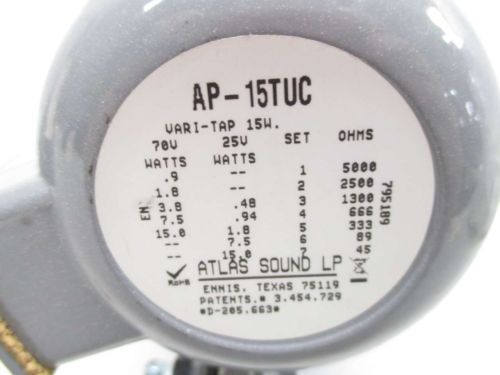 AP-15TUC
VARI-TAP 15W.
70V 25V SET OHMS
WATTS WATTS
.9 -- 1 5000
1.8 -- 2 2500
3.8 .48 3 1300
7.5 .94 4 666
15.0 1.8 5 333
-- 7.5 6 89
-- 15.0 7 45
EN
795189
RoHS
ATLAS SOUND LP
ENNIS, TEXAS 75119
PATENTS.# 3.454.729
*D-205.663*